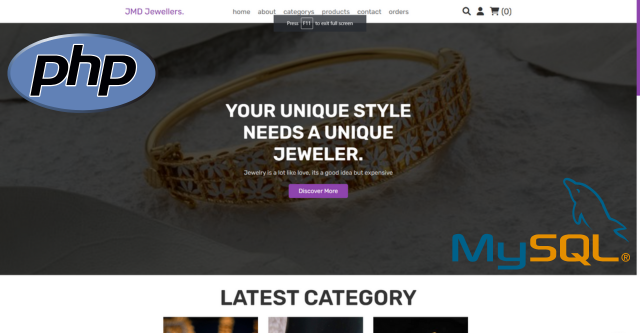 JMD Jewellers.
home about categorys products contact orders
(0)
Press F11 to exit full screen
php
YOUR UNIQUE STYLE
NEEDS A UNIQUE
JEWELER.
Jewelry is a lot like love, its a good idea but expensive
Discover More
MySQL®
LATEST CATEGORY